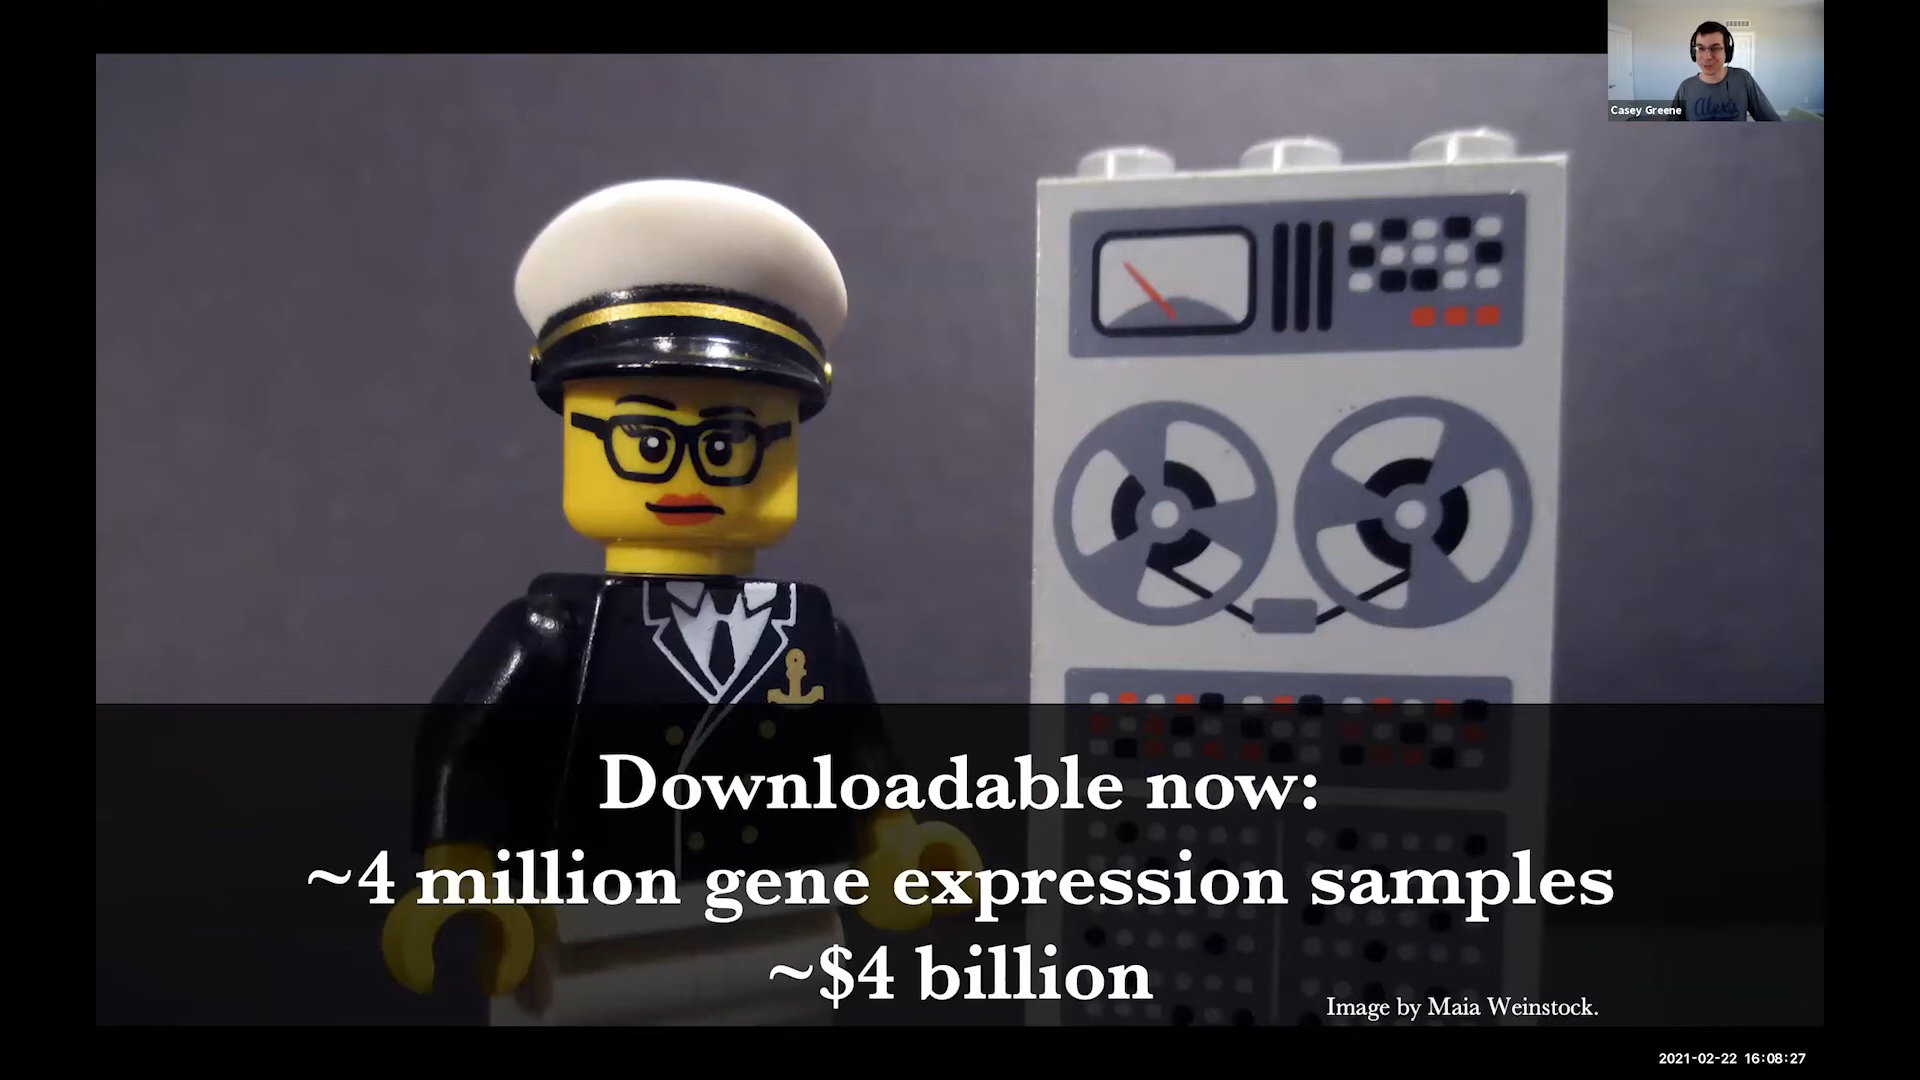 Casey Greene
Alex's
Downloadable now:
~4 million gene expression samples
~$4 billion
Image by Maia Weinstock.
2021-02-22 16:08:27